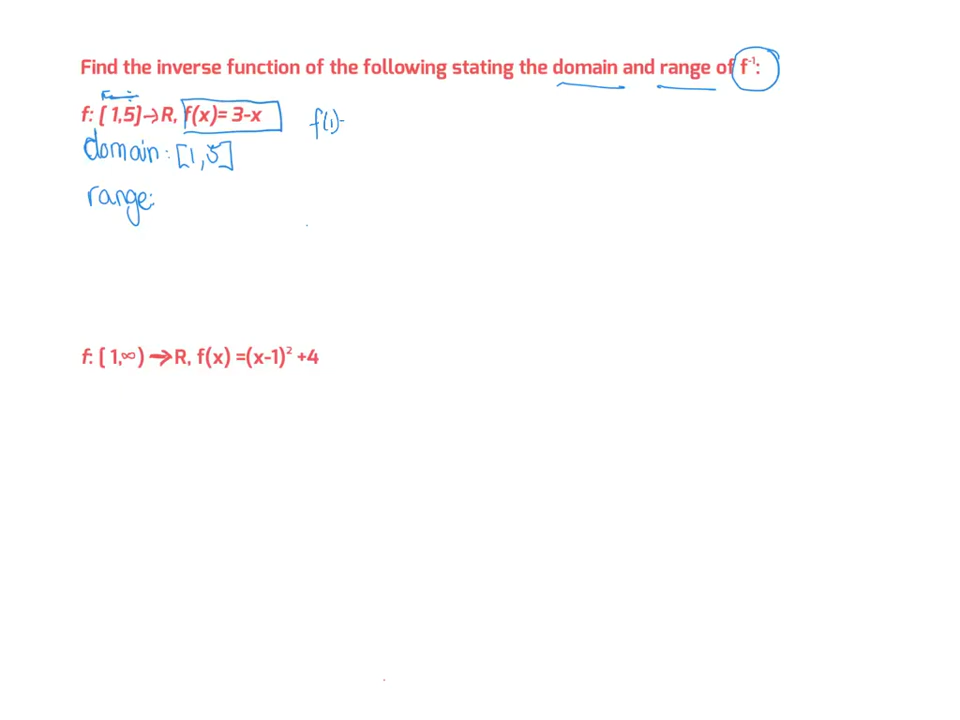 Find the inverse function of the following stating the domain and range of f⁻¹:
f: [ 1,5]→R, f(x)= 3-x f(1)-
domain: [1,5]
range:
f: [ 1,∞) →R, f(x) =(x-1)² +4